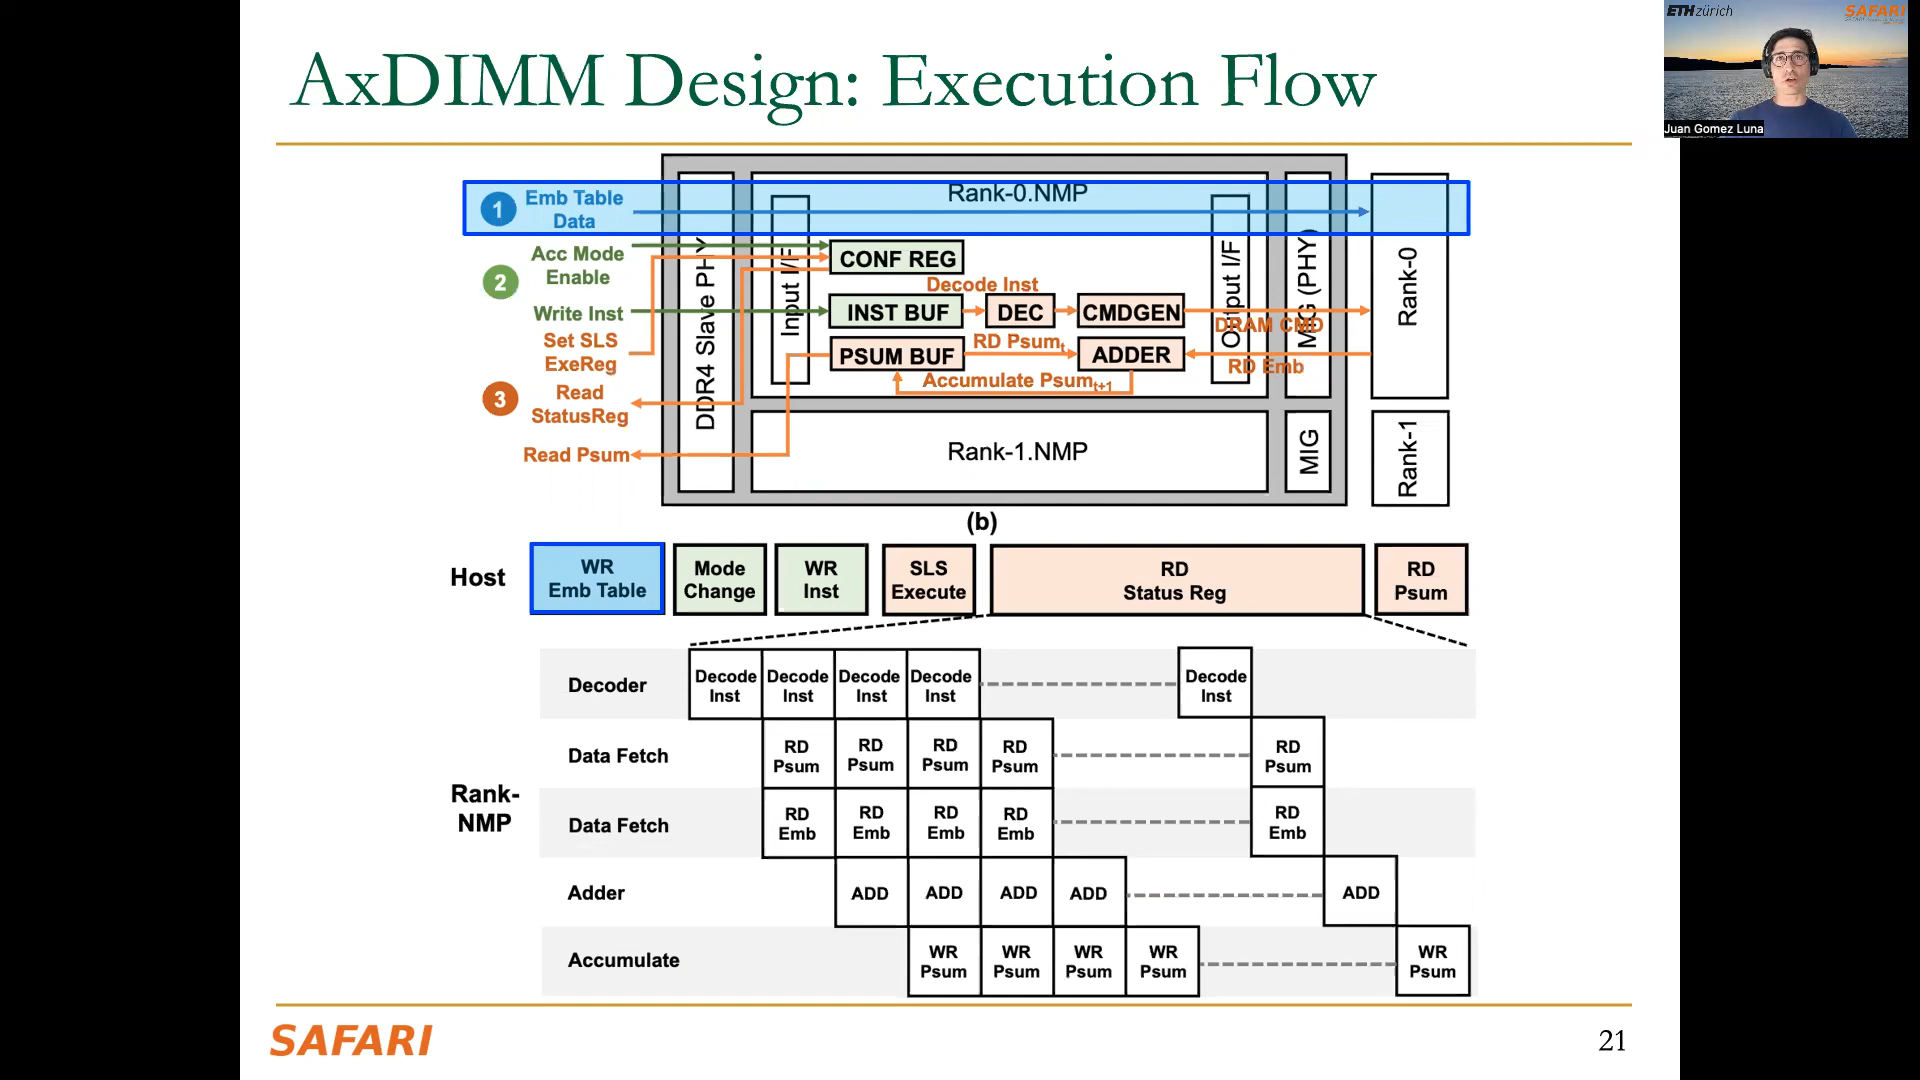 AxDIMM Design: Execution Flow
ETH zürich
SAFARI
Juan Gomez Luna
1
Emb Table
Data
Rank-0.NMP
2
Acc Mode
Enable
Write Inst
Set SLS
ExeReg
3
Read
StatusReg
Read Psum
DDR4 Slave PHY
Input I/F
CONF REG
Decode Inst
INST BUF
DEC
CMDGEN
DRAM CMD
PSUM BUF
RD Psumt
ADDER
RD Emb
Accumulate Psumt+1
Output I/F
MIG (PHY)
Rank-0
Rank-1.NMP
MIG
Rank-1
(b)
Host
WR
Emb Table
Mode
Change
WR
Inst
SLS
Execute
RD
Status Reg
RD
Psum
Rank-
NMP
Decoder
Decode
Inst
Decode
Inst
Decode
Inst
Decode
Inst
Decode
Inst
Data Fetch
RD
Psum
RD
Psum
RD
Psum
RD
Psum
RD
Psum
Data Fetch
RD
Emb
RD
Emb
RD
Emb
RD
Emb
RD
Emb
Adder
ADD
ADD
ADD
ADD
ADD
Accumulate
WR
Psum
WR
Psum
WR
Psum
WR
Psum
WR
Psum
SAFARI
21